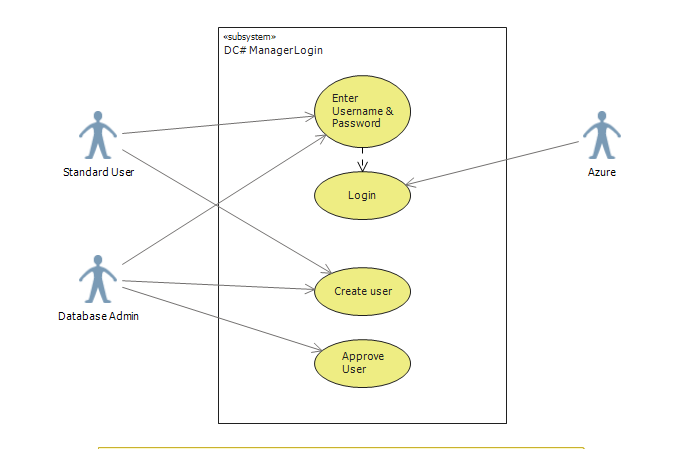 «subsystem»
DC# ManagerLogin
Enter
Username &
Password
Standard User
Azure
Login
Create user
Database Admin
Approve
User